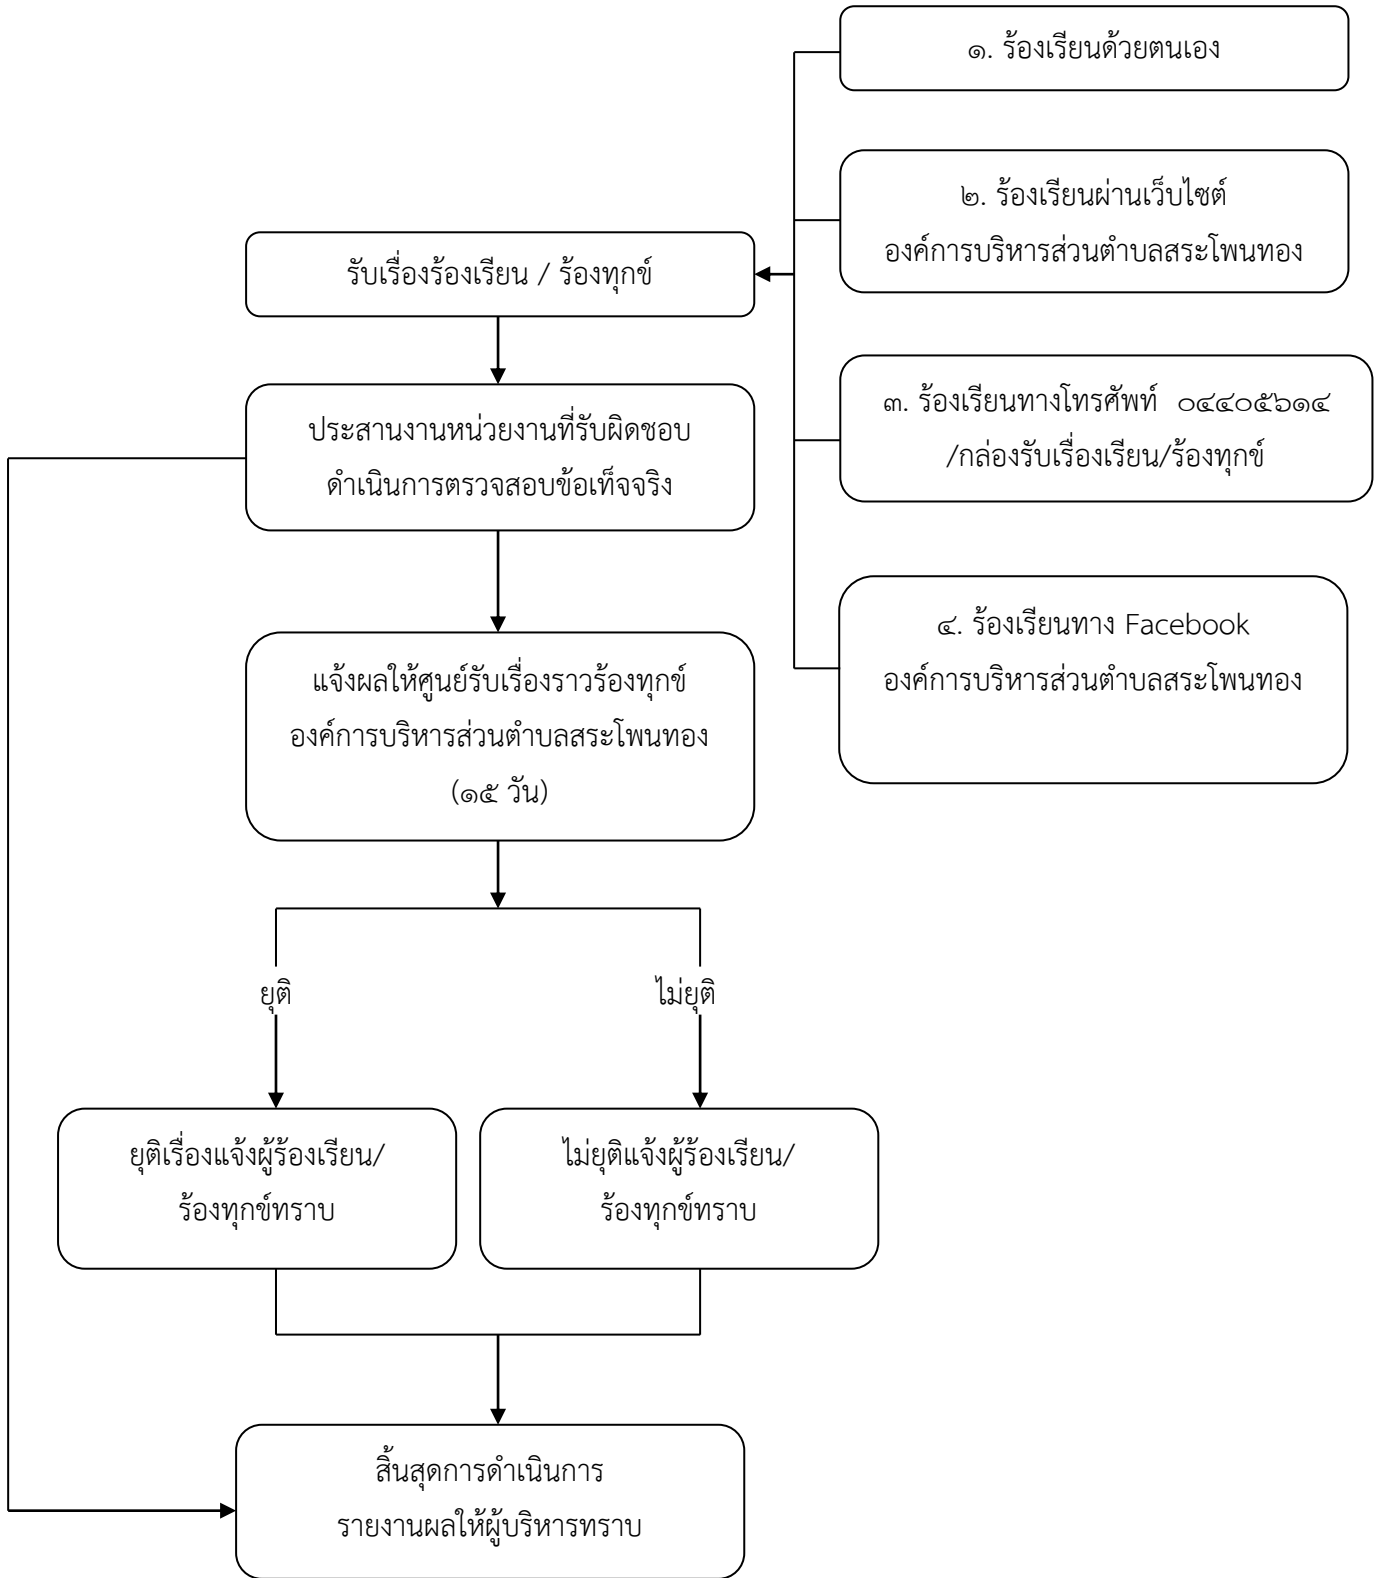 ๑. ร้องเรียนด้วยตนเอง
๒. ร้องเรียนผ่านเว็บไซต์
องค์การบริหารส่วนตำบลสระโพนทอง
รับเรื่องร้องเรียน / ร้องทุกข์
๓. ร้องเรียนทางโทรศัพท์ ๐๔๔๐๕๖๑๔
/กล่องรับเรื่องเรียน/ร้องทุกข์
ประสานงานหน่วยงานที่รับผิดชอบ
ดำเนินการตรวจสอบข้อเท็จจริง
๔. ร้องเรียนทาง Facebook
องค์การบริหารส่วนตำบลสระโพนทอง
แจ้งผลให้ศูนย์รับเรื่องราวร้องทุกข์
องค์การบริหารส่วนตำบลสระโพนทอง
(๑๕ วัน)
ยุติ
ไม่ยุติ
ยุติเรื่องแจ้งผู้ร้องเรียน/
ร้องทุกข์ทราบ
ไม่ยุติแจ้งผู้ร้องเรียน/
ร้องทุกข์ทราบ
สิ้นสุดการดำเนินการ
รายงานผลให้ผู้บริหารทราบ